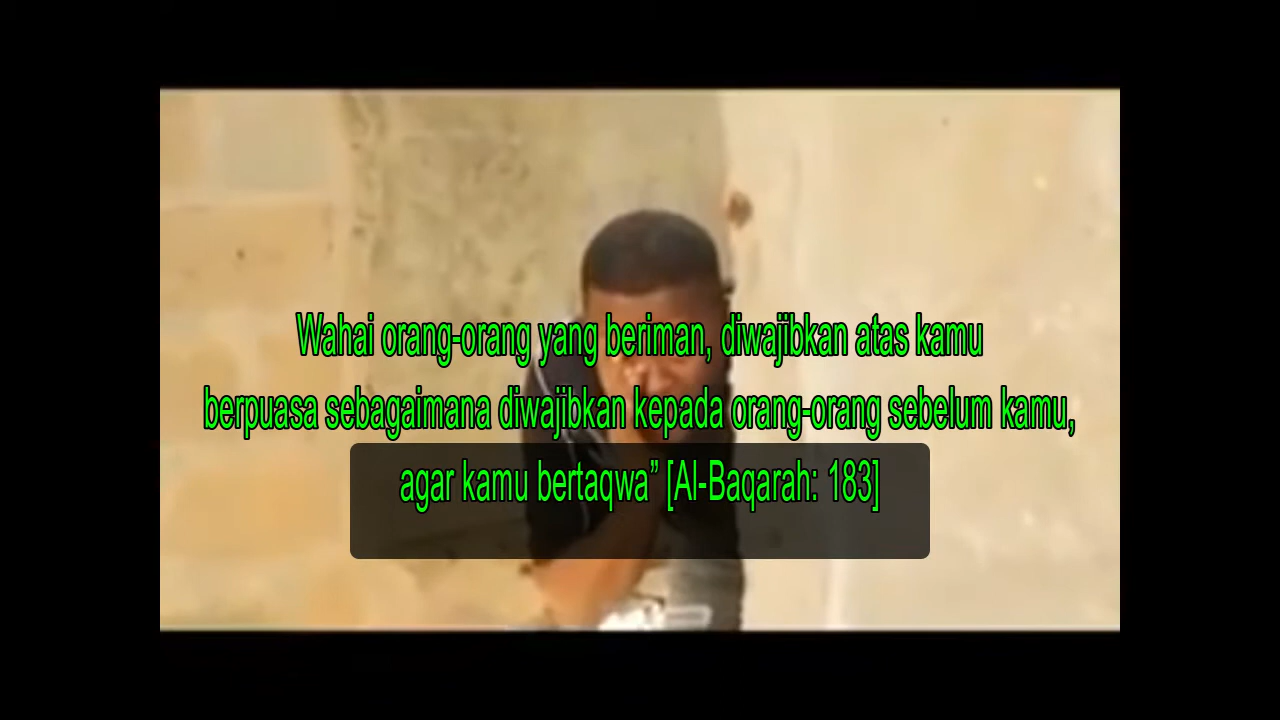 Wahai orang-orang yang beriman, diwajibkan atas kamu
berpuasa sebagaimana diwajibkan kepada orang-orang sebelum kamu,
agar kamu bertaqwa” [Al-Baqarah: 183]